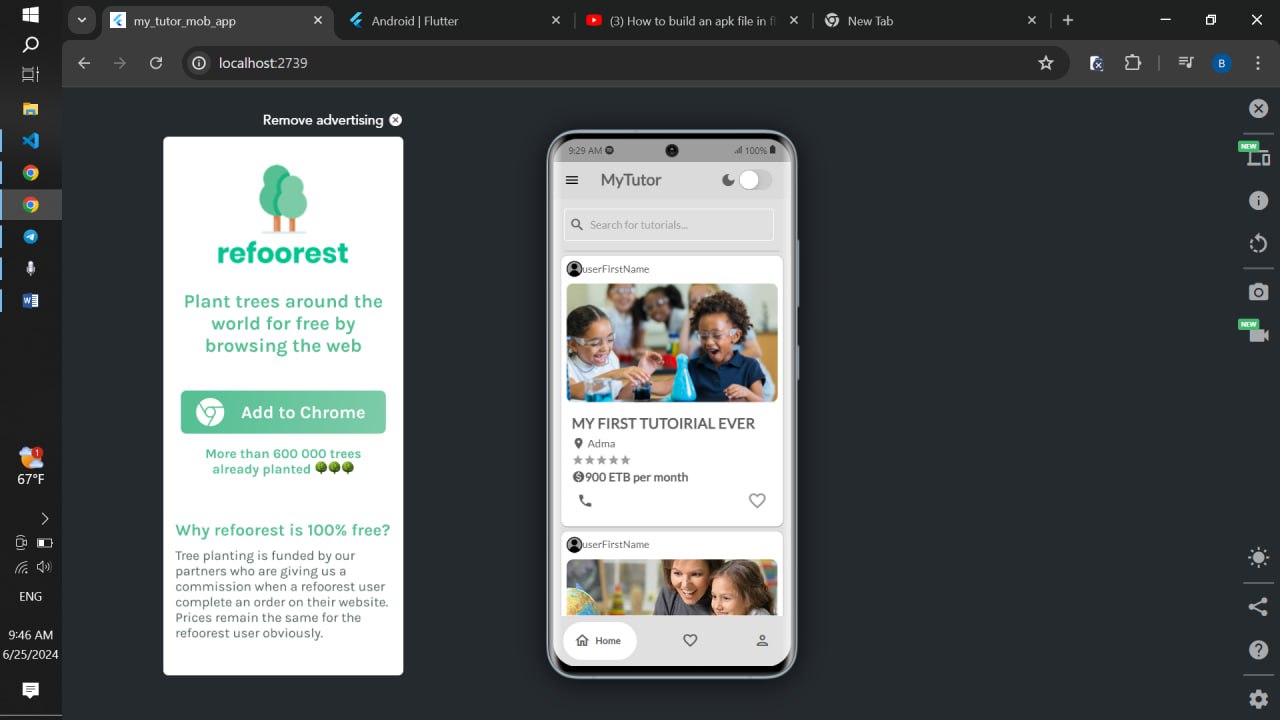 my_tutor_mob_app
Android | Flutter
(3) How to build an apk file in fl
New Tab
localhost:2739
B
Remove advertising
refoorest
Plant trees around the
world for free by
browsing the web
Add to Chrome
More than 600 000 trees
already planted 🌳🌳🌳
Why refoorest is 100% free?
Tree planting is funded by our
partners who are giving us a
commission when a refoorest user
complete an order on their website.
Prices remain the same for the
refoorest user obviously.
9:29 AM
100%
MyTutor
Search for tutorials...
userFirstName
MY FIRST TUTOIRIAL EVER
Adma
900 ETB per month
userFirstName
Home
NEW
NEW
1
67°F
ENG
9:46 AM
6/25/2024